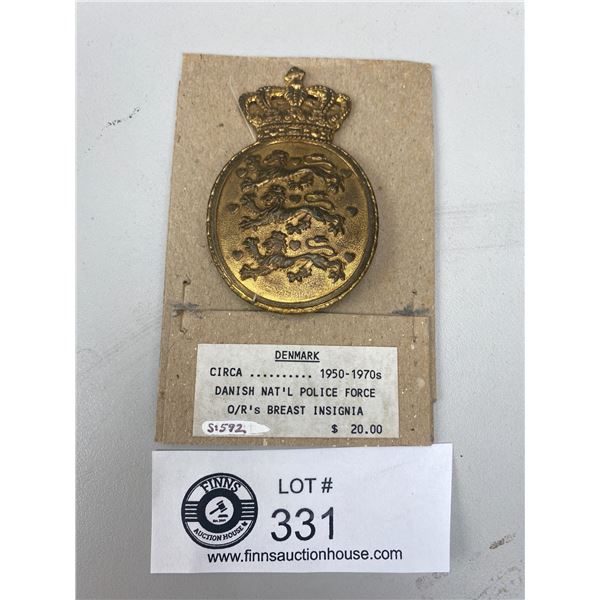 DENMARK
CIRCA .......... 1950-1970s
DANISH NAT'L POLICE FORCE
O/R's BREAST INSIGNIA
S:592 $ 20.00
FINNS
AUCTION HOUSE
LOT #
331
www.finnsauctionhouse.com